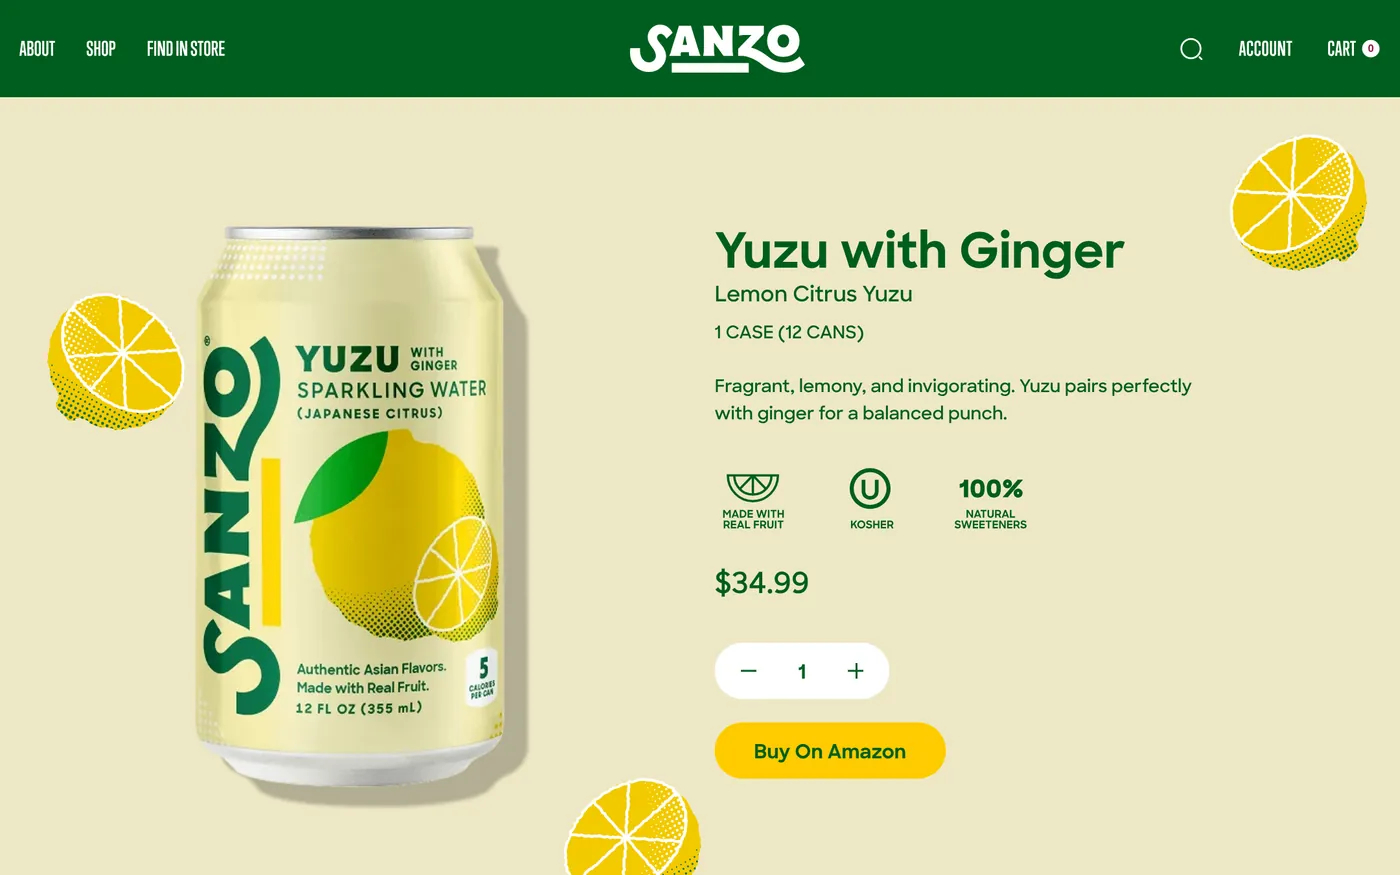 ABOUT
SHOP
FIND IN STORE
SANZO
ACCOUNT
CART 0
SANZO®
YUZU WITH GINGER
SPARKLING WATER
(JAPANESE CITRUS)
Authentic Asian Flavors.
Made with Real Fruit.
12 FL OZ (355 mL)
5
CALORIES
PER CAN
Yuzu with Ginger
Lemon Citrus Yuzu
1 CASE (12 CANS)
Fragrant, lemony, and invigorating. Yuzu pairs perfectly
with ginger for a balanced punch.
MADE WITH
REAL FRUIT
U
KOSHER
100%
NATURAL
SWEETENERS
$34.99
− 1 +
Buy On Amazon